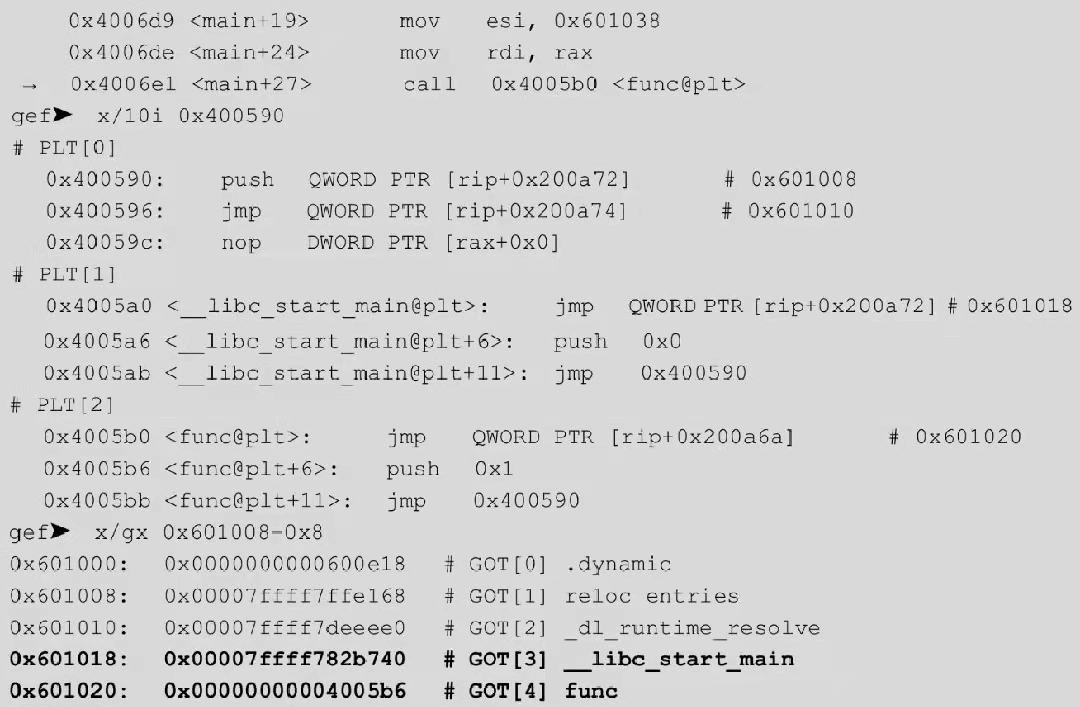 0x4006d9 <main+19> mov esi, 0x601038
0x4006de <main+24> mov rdi, rax
→ 0x4006e1 <main+27> call 0x4005b0 <func@plt>
gef➤ x/10i 0x400590
# PLT[0]
0x400590: push QWORD PTR [rip+0x200a72] # 0x601008
0x400596: jmp QWORD PTR [rip+0x200a74] # 0x601010
0x40059c: nop DWORD PTR [rax+0x0]
# PLT[1]
0x4005a0 <__libc_start_main@plt>: jmp QWORD PTR [rip+0x200a72] # 0x601018
0x4005a6 <__libc_start_main@plt+6>: push 0x0
0x4005ab <__libc_start_main@plt+11>: jmp 0x400590
# PLT[2]
0x4005b0 <func@plt>: jmp QWORD PTR [rip+0x200a6a] # 0x601020
0x4005b6 <func@plt+6>: push 0x1
0x4005bb <func@plt+11>: jmp 0x400590
gef➤ x/gx 0x601008-0x8
0x601000: 0x0000000000600e18 # GOT[0] .dynamic
0x601008: 0x00007ffff7ffe168 # GOT[1] reloc entries
0x601010: 0x00007ffff7deeee0 # GOT[2] _dl_runtime_resolve
0x601018: 0x00007ffff782b740 # GOT[3] __libc_start_main
0x601020: 0x00000000004005b6 # GOT[4] func